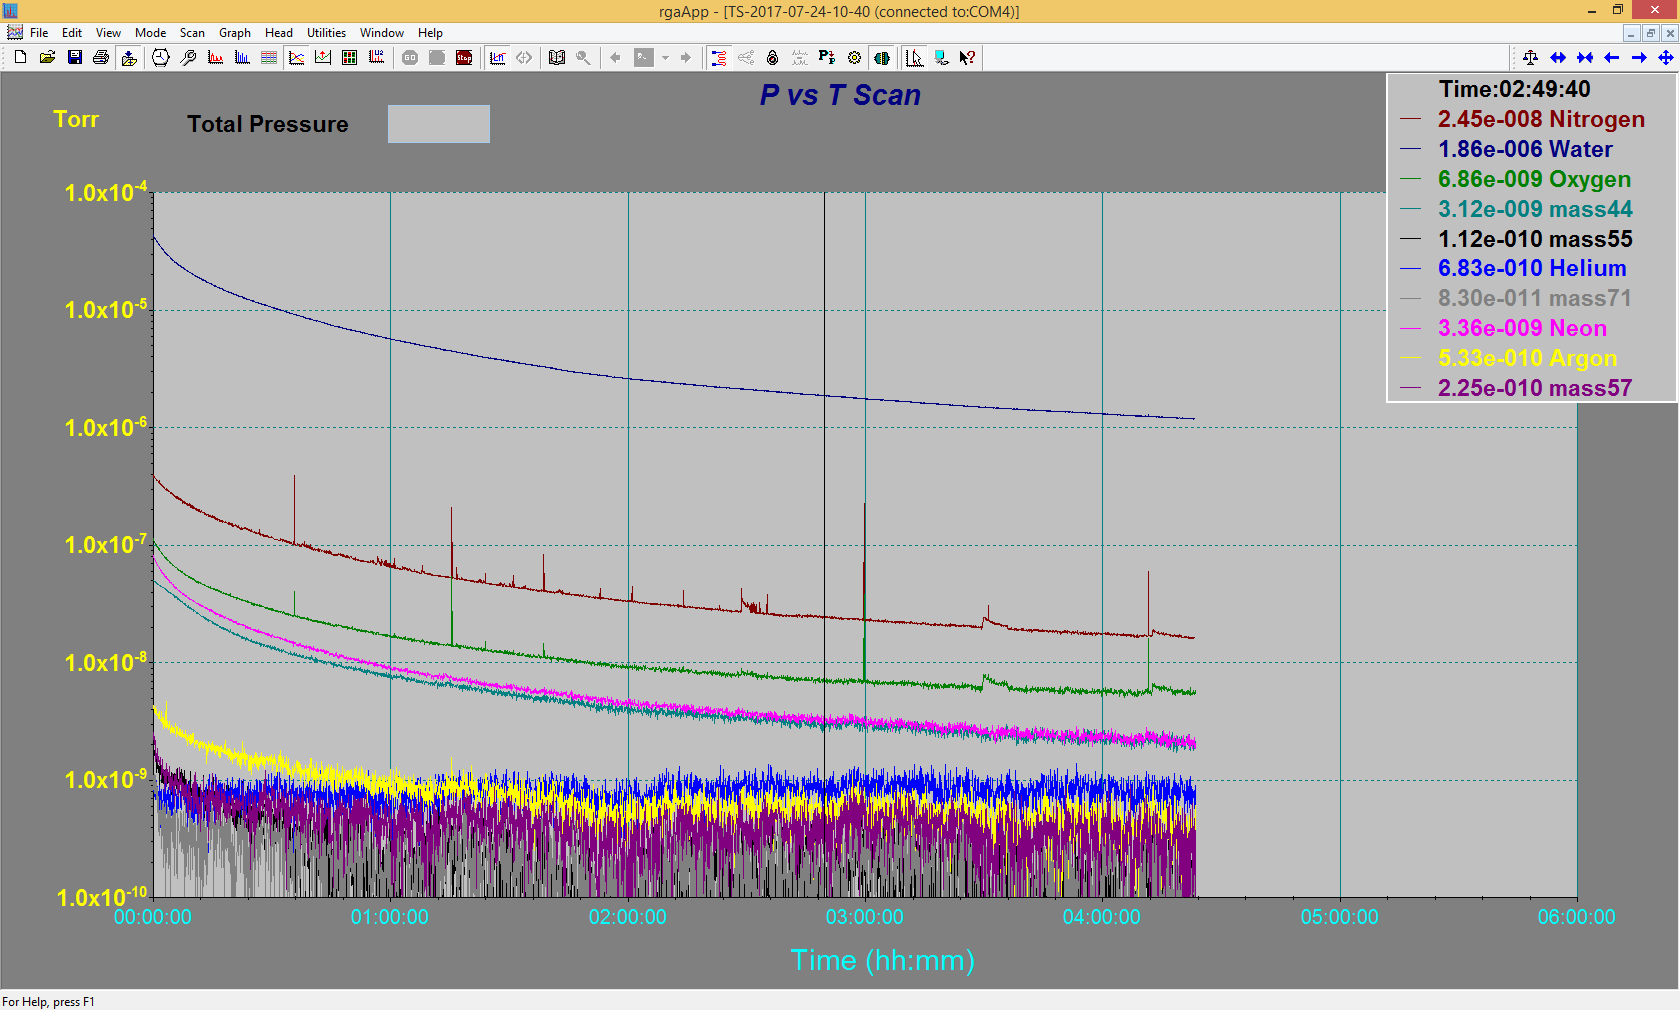 rgaApp - [TS-2017-07-24-10-40 (connected to:COM4)]
File Edit View Mode Scan Graph Head Utilities Window Help
GO Stop
P vs T Scan
Torr
Total Pressure
Time:02:49:40
2.45e-008 Nitrogen
1.86e-006 Water
6.86e-009 Oxygen
3.12e-009 mass44
1.12e-010 mass55
6.83e-010 Helium
8.30e-011 mass71
3.36e-009 Neon
5.33e-010 Argon
2.25e-010 mass57
1.0x10-4
1.0x10-5
1.0x10-6
1.0x10-7
1.0x10-8
1.0x10-9
1.0x10-10
00:00:00 01:00:00 02:00:00 03:00:00 04:00:00 05:00:00 06:00:00
Time (hh:mm)
For Help, press F1